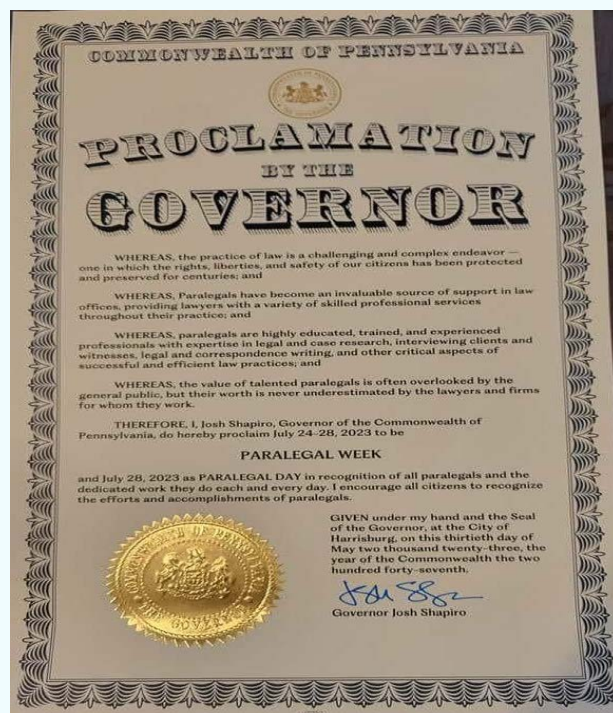 COMMONWEALTH OF PENNSYLVANIA
PROCLAMATION
BY THE
GOVERNOR
WHEREAS, the practice of law is a challenging and complex endeavor —
one in which the rights, liberties, and safety of our citizens has been protected
and preserved for centuries; and
WHEREAS, Paralegals have become an invaluable source of support in law
offices, providing lawyers with a variety of skilled professional services
throughout their practice; and
WHEREAS, paralegals are highly educated, trained, and experienced
professionals with expertise in legal and case research, interviewing clients and
witnesses, legal and correspondence writing, and other critical aspects of
successful and efficient law practices; and
WHEREAS, the value of talented paralegals is often overlooked by the
general public, but their worth is never underestimated by the lawyers and firms
for whom they work.
THEREFORE, I, Josh Shapiro, Governor of the Commonwealth of
Pennsylvania, do hereby proclaim July 24-28, 2023 to be
PARALEGAL WEEK
and July 28, 2023 as PARALEGAL DAY in recognition of all paralegals and the
dedicated work they do each and every day. I encourage all citizens to recognize
the efforts and accomplishments of paralegals.
GIVEN under my hand and the Seal
of the Governor, at the City of
Harrisburg, on this thirtieth day of
May two thousand twenty-three, the
year of the Commonwealth the two
hundred forty-seventh.
Governor Josh Shapiro
COMMONWEALTH OF PENNSYLVANIA
THE GOVERNOR